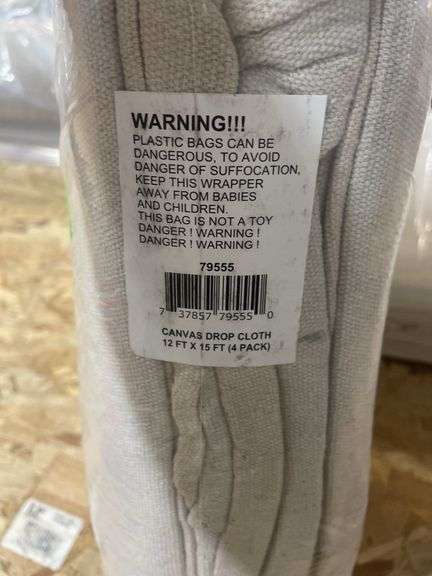 WARNING!!!
PLASTIC BAGS CAN BE
DANGEROUS, TO AVOID
DANGER OF SUFFOCATION,
KEEP THIS WRAPPER
AWAY FROM BABIES
AND CHILDREN.
THIS BAG IS NOT A TOY
DANGER ! WARNING !
DANGER ! WARNING !
79555
7 37857 79555 0
CANVAS DROP CLOTH
12 FT X 15 FT (4 PACK)